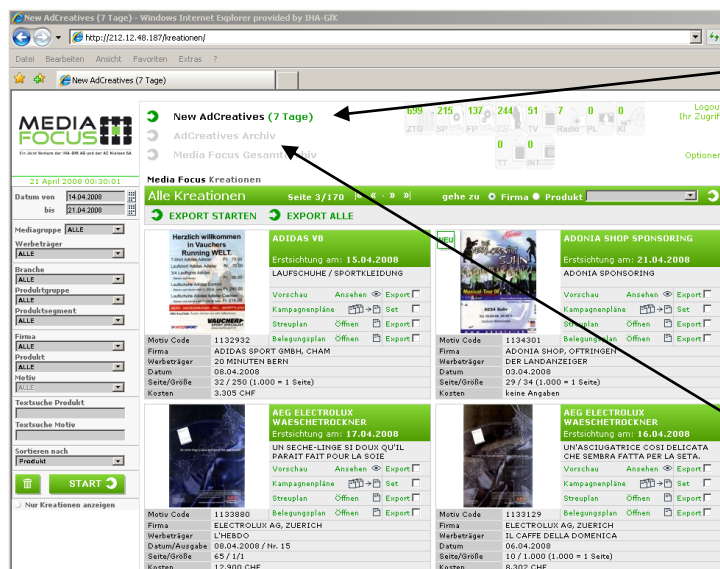 New AdCreatives (7 Tage) - Windows Internet Explorer provided by IHA-GfK
http://212.12.48.187/kreationen/
Datei Bearbeiten Ansicht Favoriten Extras ?
New AdCreatives (7 Tage)
MEDIA FOCUS
Ein Joint Venture der IHA-GfK AG und der AC Nielsen SA
21 April 2008 00:30:01
Datum von 14.04.2008
bis 21.04.2008
Mediagruppe ALLE
Werbeträger
ALLE
Branche
ALLE
Produktgruppe
ALLE
Produktsegment
ALLE
Firma
ALLE
Produkt
ALLE
Motiv
ALLE
Textsuche Produkt
Textsuche Motiv
Sortieren nach
Produkt
START
Nur Kreationen anzeigen
New AdCreatives (7 Tage)
AdCreatives Archiv
Media Focus Gesamtarchiv
699 215 137 244 51 7 0 0
ZTG SP FP ZS TV Radio PL KI
0 0
TT INT
Logout
Ihr Zugriff
Optionen
Media Focus Kreationen
Alle Kreationen Seite 3/170 gehe zu Firma Produkt
EXPORT STARTEN EXPORT ALLE
Herzlich willkommen
in Vauchers
Running WELT.
VAUCHER
ADIDAS VB
Erstsichtung am: 15.04.2008
LAUFSCHUHE / SPORTKLEIDUNG
Vorschau Ansehen Export
Kampagnenpläne Set
Streuplan Öffnen Export
Belegungsplan Öffnen Export
Motiv Code 1132932
Firma ADIDAS SPORT GMBH, CHAM
Werbeträger 20 MINUTEN BERN
Datum 08.04.2008
Seite/Größe 32 / 250 (1.000 = 1 Seite)
Kosten 3.305 CHF
NEU
ADONIA SHOP SPONSORING
Erstsichtung am: 21.04.2008
ADONIA SPONSORING
Vorschau Ansehen Export
Kampagnenpläne Set
Streuplan Öffnen Export
Belegungsplan Öffnen Export
Motiv Code 1134301
Firma ADONIA SHOP, OFTRINGEN
Werbeträger DER LANDANZEIGER
Datum 03.04.2008
Seite/Größe 29 / 34 (1.000 = 1 Seite)
Kosten keine Angaben
AEG ELECTROLUX
WAESCHETROCKNER
Erstsichtung am: 17.04.2008
UN SECHE-LINGE SI DOUX QU'IL
PARAIT FAIT POUR LA SOIE
Vorschau Ansehen Export
Kampagnenpläne Set
Streuplan Öffnen Export
Belegungsplan Öffnen Export
Motiv Code 1133880
Firma ELECTROLUX AG, ZUERICH
Werbeträger L'HEBDO
Datum/Ausgabe 08.04.2008 / Nr. 15
Seite/Größe 65 / 1/1
Kosten 12.900 CHF
AEG ELECTROLUX
WAESCHETROCKNER
Erstsichtung am: 16.04.2008
UN'ASCIUGATRICE COSI DELICATA
CHE SEMBRA FATTA PER LA SETA.
Vorschau Ansehen Export
Kampagnenpläne Set
Streuplan Öffnen Export
Belegungsplan Öffnen Export
Motiv Code 1133129
Firma ELECTROLUX AG, ZUERICH
Werbeträger IL CAFFE DELLA DOMENICA
Datum 06.04.2008
Seite/Größe 10 / 1.000 (1.000 = 1 Seite)
Kosten 8.302 CHF